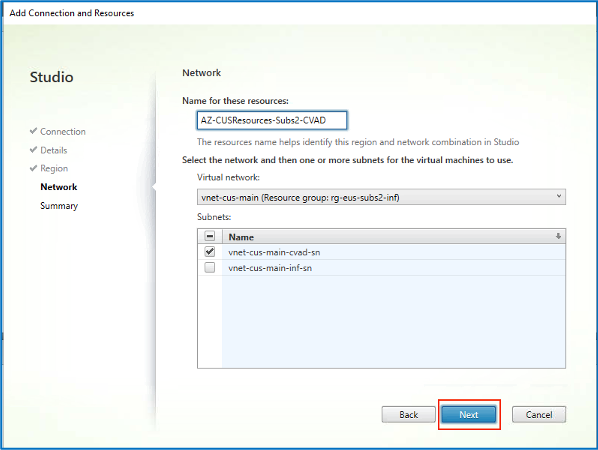 Add Connection and Resources
Studio
Connection
Details
Region
Network
Summary
Network
Name for these resources:
AZ-CUSResources-Subs2-CVAD
The resources name helps identify this region and network combination in Studio
Select the network and then one or more subnets for the virtual machines to use.
Virtual network:
vnet-cus-main (Resource group: rg-eus-subs2-inf)
Subnets:
Name
vnet-cus-main-cvad-sn
vnet-cus-main-inf-sn
Back Next Cancel